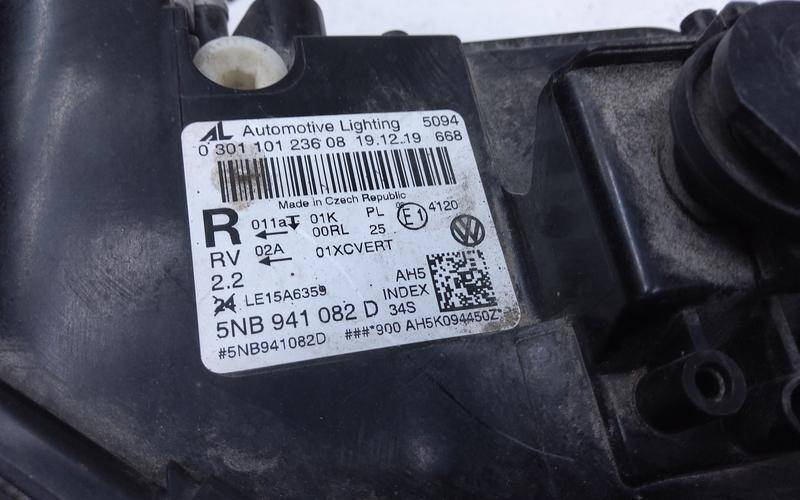 AL Automotive Lighting 5094
0 301 101 236 08 19.12.19 668
Made in Czech Republic
R 011aT 01K PL 00 E1 4120
00RL 25
RV 02A 01XCVERT
2.2 AH5
24 LE15A6359 INDEX
5NB 941 082 D 34S
#5NB941082D ###*900 AH5K094450Z*